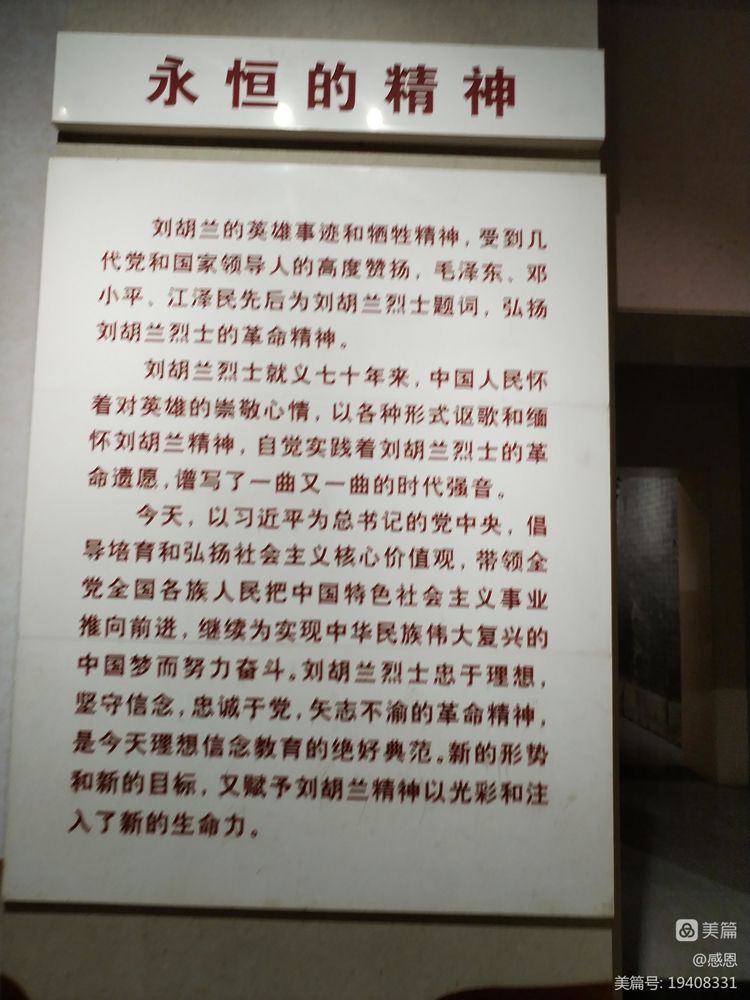 永恒的精神
刘胡兰的英雄事迹和牺牲精神，受到几
代党和国家领导人的高度赞扬，毛泽东、邓
小平、江泽民先后为刘胡兰烈士题词，弘扬
刘胡兰烈士的革命精神。
刘胡兰烈士就义七十年来，中国人民怀
着对英雄的崇敬心情，以各种形式讴歌和缅
怀刘胡兰精神，自觉实践着刘胡兰烈士的革
命遗愿，谱写了一曲又一曲的时代强音。
今天，以习近平为总书记的党中央，倡
导培育和弘扬社会主义核心价值观，带领全
党全国各族人民把中国特色社会主义事业
推向前进，继续为实现中华民族伟大复兴的
中国梦而努力奋斗。刘胡兰烈士忠于理想，
坚守信念，忠诚于党，矢志不渝的革命精神，
是今天理想信念教育的绝好典范。新的形势
和新的目标，又赋予刘胡兰精神以光彩和注
入了新的生命力。
美篇
@感恩
美篇号: 19408331